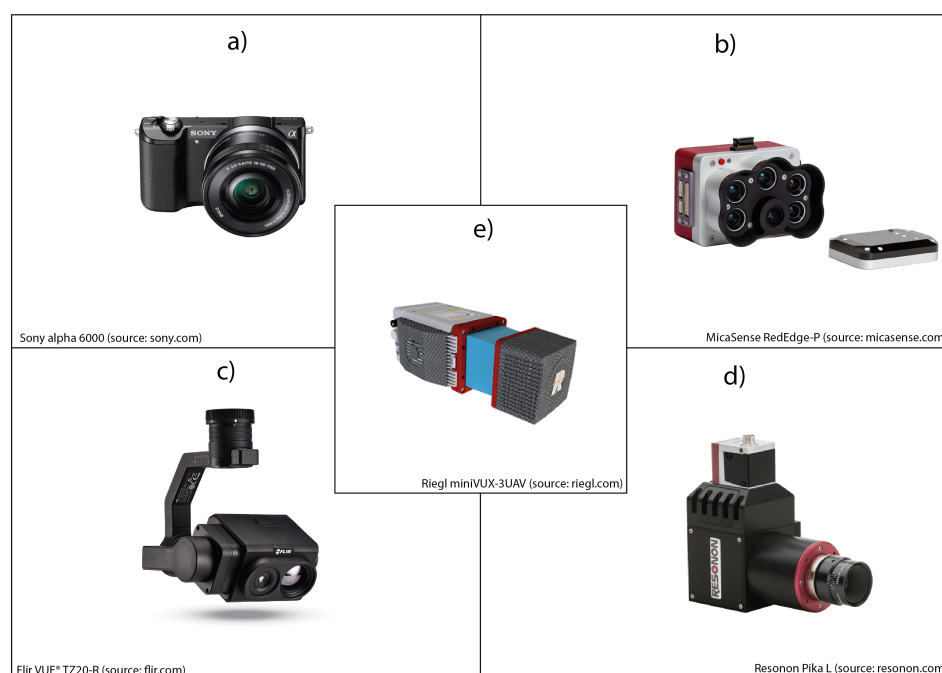 a)
SONY
α
Sony alpha 6000 (source: sony.com)
b)
MicaSense RedEdge-P (source: micasense.com
e)
Riegl miniVUX-3UAV (source: riegl.com)
c)
FLIR
Flir VUE® TZ20-R (source: flir.com)
d)
RESONON
Resonon Pika L (source: resonon.com